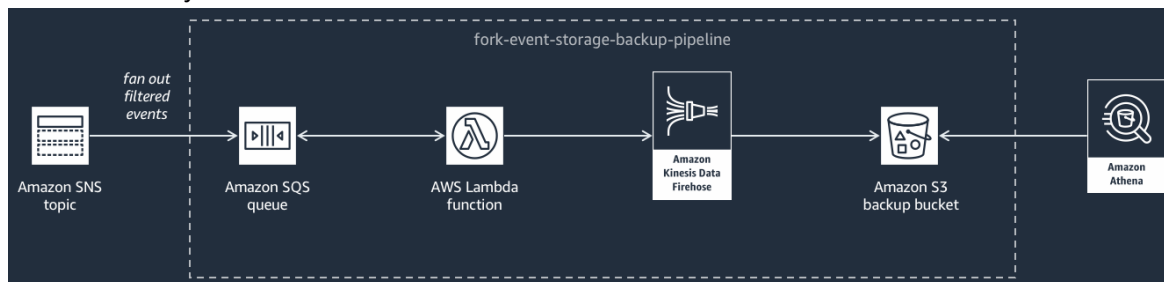 fork-event-storage-backup-pipeline
fan out
filtered
events
Amazon SNS
topic
Amazon SQS
queue
AWS Lambda
function
Amazon
Kinesis Data
Firehose
Amazon S3
backup bucket
Amazon
Athena